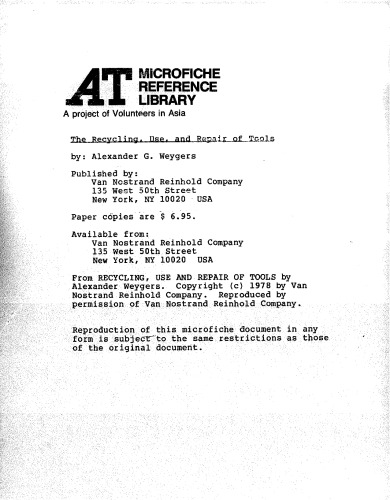 AT MICROFICHE
REFERENCE
LIBRARY
A project of Volunteers in Asia
The Recycling, Use, and Repair of Tools
by: Alexander G. Weygers
Published by:
Van Nostrand Reinhold Company
135 West 50th Street
New York, NY 10020 USA
Paper copies are $ 6.95.
Available from:
Van Nostrand Reinhold Company
135 West 50th Street
New York, NY 10020 USA
From RECYCLING, USE AND REPAIR OF TOOLS by
Alexander Weygers. Copyright (c) 1978 by Van
Nostrand Reinhold Company. Reproduced by
permission of Van Nostrand Reinhold Company.
Reproduction of this microfiche document in any
form is subject to the same restrictions as those
of the original document.